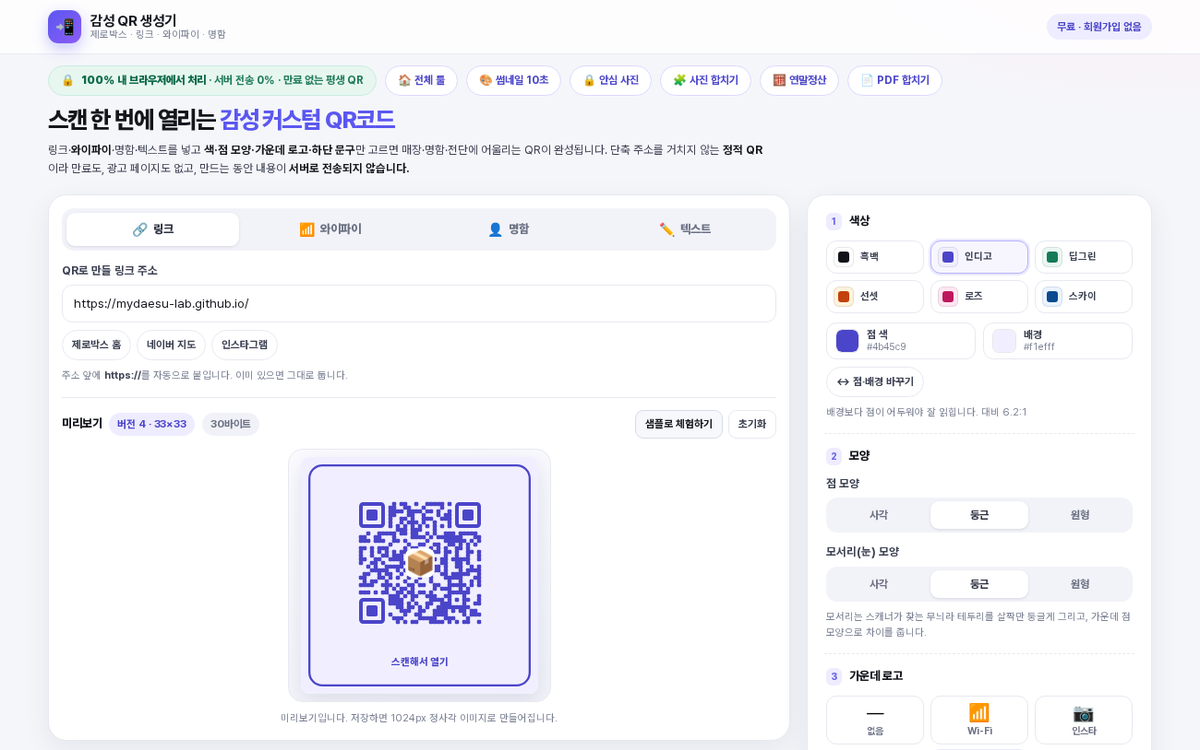 감성 QR 생성기
제로박스 · 링크 · 와이파이 · 명함
무료 · 회원가입 없음
100% 내 브라우저에서 처리 · 서버 전송 0% · 만료 없는 평생 QR
전체 툴
썸네일 10초
안심 사진
사진 합치기
연말정산
PDF 합치기
스캔 한 번에 열리는 감성 커스텀 QR코드
링크·와이파이·명함·텍스트를 넣고 색·점 모양·가운데 로고·하단 문구만 고르면 매장·명함·전단에 어울리는 QR이 완성됩니다. 단축 주소를 거치지 않는 정적 QR
이라 만료도, 광고 페이지도 없고, 만드는 동안 내용이 서버로 전송되지 않습니다.
링크
와이파이
명함
텍스트
QR로 만들 링크 주소
https://mydaesu-lab.github.io/
제로박스 홈
네이버 지도
인스타그램
주소 앞에 https://를 자동으로 붙입니다. 이미 있으면 그대로 둡니다.
미리보기
버전 4 · 33×33
30바이트
샘플로 체험하기
초기화
스캔해서 열기
미리보기입니다. 저장하면 1024px 정사각 이미지로 만들어집니다.
1 색상
흑백
인디고
딥그린
선셋
로즈
스카이
점 색
#4b45c9
배경
#f1efff
↔ 점·배경 바꾸기
배경보다 점이 어두워야 잘 읽힙니다. 대비 6.2:1
2 모양
점 모양
사각
둥근
원형
모서리(눈) 모양
사각
둥근
원형
모서리는 스캐너가 찾는 무늬라 테두리를 살짝만 둥글게 그리고, 가운데 점
모양으로 차이를 줍니다.
3 가운데 로고
없음
Wi-Fi
인스타